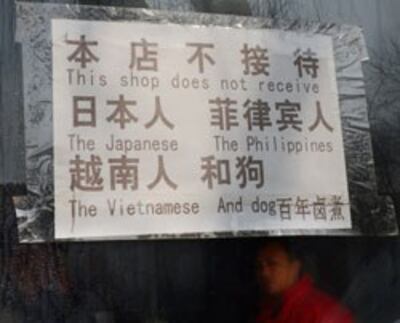 本店不接待
This shop does not receive
日本人 菲律宾人
The Japanese The Philippines
越南人 和狗
The Vietnamese And dog 百年卤煮